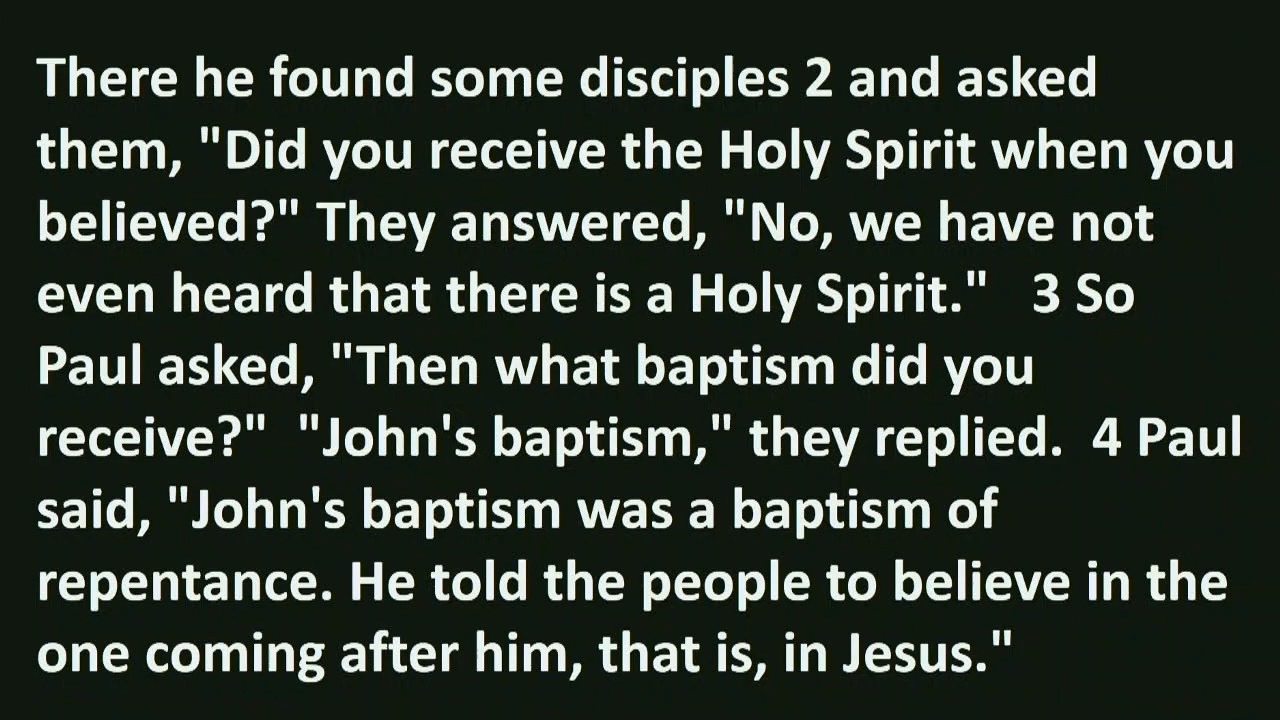 There he found some disciples 2 and asked
them, "Did you receive the Holy Spirit when you
believed?" They answered, "No, we have not
even heard that there is a Holy Spirit."   3 So
Paul asked, "Then what baptism did you
receive?"  "John's baptism," they replied.  4 Paul
said, "John's baptism was a baptism of
repentance. He told the people to believe in the
one coming after him, that is, in Jesus."